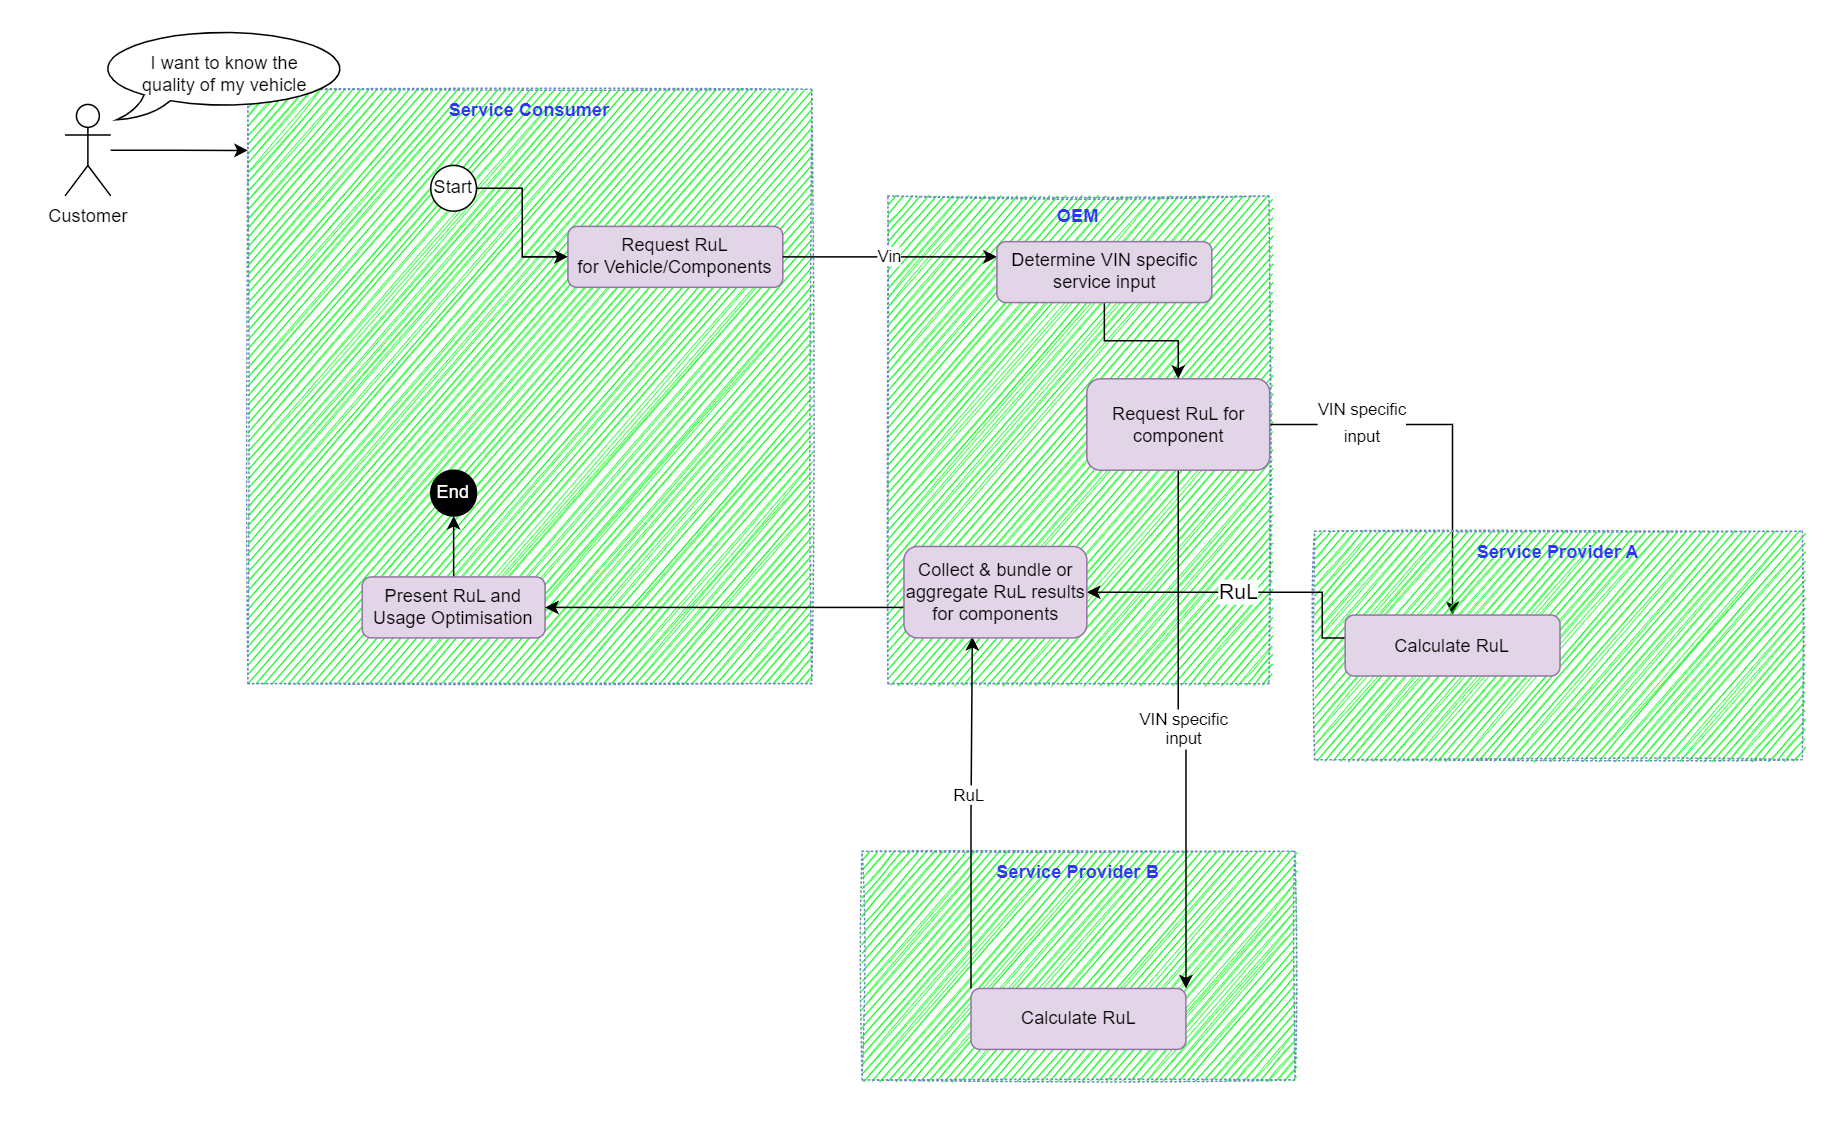 I want to know the
quality of my vehicle
Customer
Service Consumer
Start
Request RuL
for Vehicle/Components
Vin
OEM
Determine VIN specific
service input
Request RuL for
component
VIN specific
input
End
Present RuL and
Usage Optimisation
Collect & bundle or
aggregate RuL results
for components
RuL
Service Provider A
Calculate RuL
VIN specific
input
RuL
Service Provider B
Calculate RuL